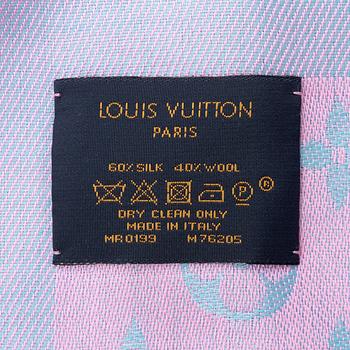 LOUIS VUITTON
PARIS
60%SILK 40%WOOL
P ®
DRY CLEAN ONLY
MADE IN ITALY
MR0199 M76205